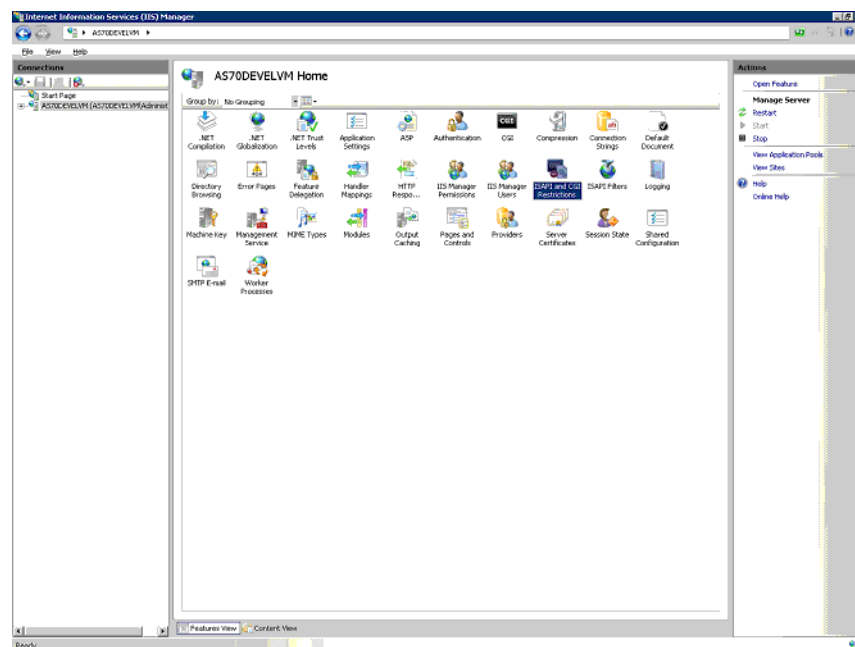 Internet Information Services (IIS) Manager
AS70DEVELVM
File View Help
Connections
Start Page
AS70DEVELVM (AS70DEVELVM\Administ
AS70DEVELVM Home
Group by: No Grouping
.NET Compilation
.NET Globalization
.NET Trust Levels
Application Settings
ASP
Authentication
CGI
CGI
Compression
Connection Strings
ab
Default Document
Directory Browsing
Error Pages
Feature Delegation
Handler Mappings
HTTP Respo...
IIS Manager Permissions
IIS Manager Users
ISAPI and CGI Restrictions
ISAPI Filters
Logging
Machine Key
Management Service
MIME Types
Modules
Output Caching
Pages and Controls
Providers
Server Certificates
Session State
Shared Configuration
SMTP E-mail
Worker Processes
Features View Content View
Actions
Open Feature
Manage Server
Restart
Start
Stop
View Application Pools
View Sites
Help
Online Help
Ready